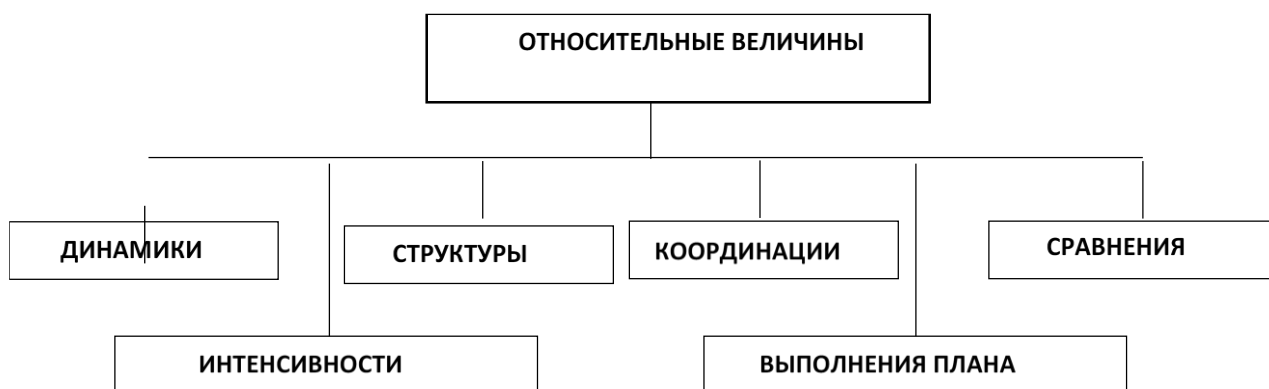 ОТНОСИТЕЛЬНЫЕ ВЕЛИЧИНЫ
ДИНАМИКИ
СТРУКТУРЫ
КООРДИНАЦИИ
СРАВНЕНИЯ
ИНТЕНСИВНОСТИ
ВЫПОЛНЕНИЯ ПЛАНА